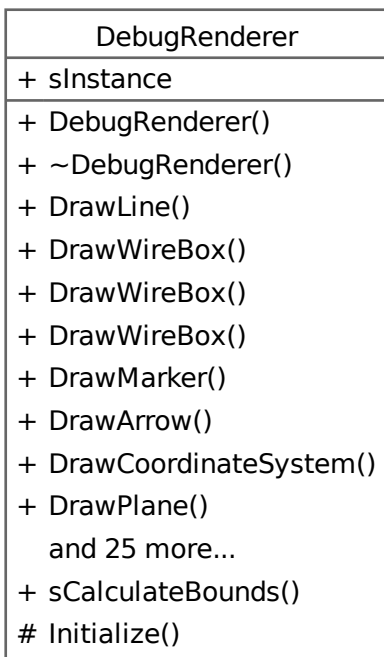 DebugRenderer
+ sInstance
+ DebugRenderer()
+ ~DebugRenderer()
+ DrawLine()
+ DrawWireBox()
+ DrawWireBox()
+ DrawWireBox()
+ DrawMarker()
+ DrawArrow()
+ DrawCoordinateSystem()
+ DrawPlane()
and 25 more...
+ sCalculateBounds()
# Initialize()